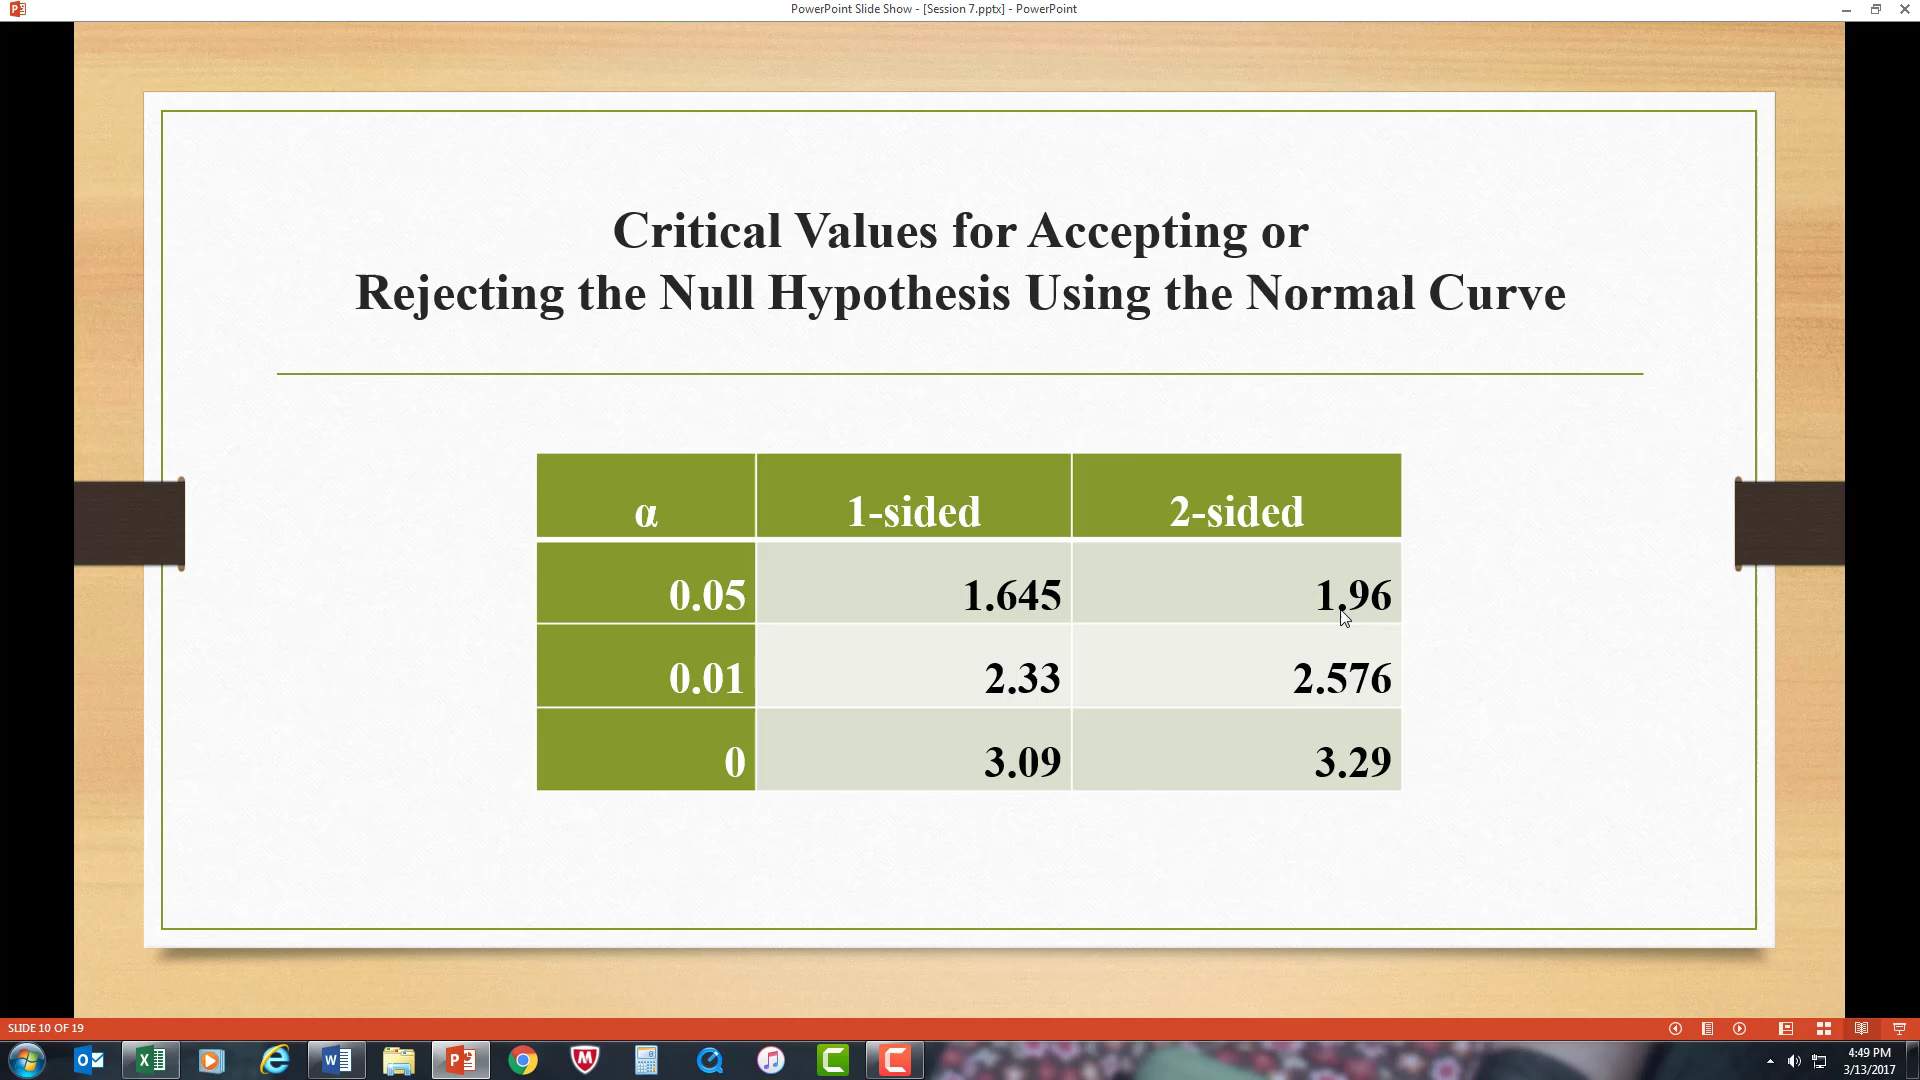 PowerPoint Slide Show - [Session 7.pptx] - PowerPoint
Critical Values for Accepting or
Rejecting the Null Hypothesis Using the Normal Curve
α 1-sided 2-sided
0.05 1.645 1.96
0.01 2.33 2.576
0 3.09 3.29
SLIDE 10 OF 19
4:49 PM
3/13/2017